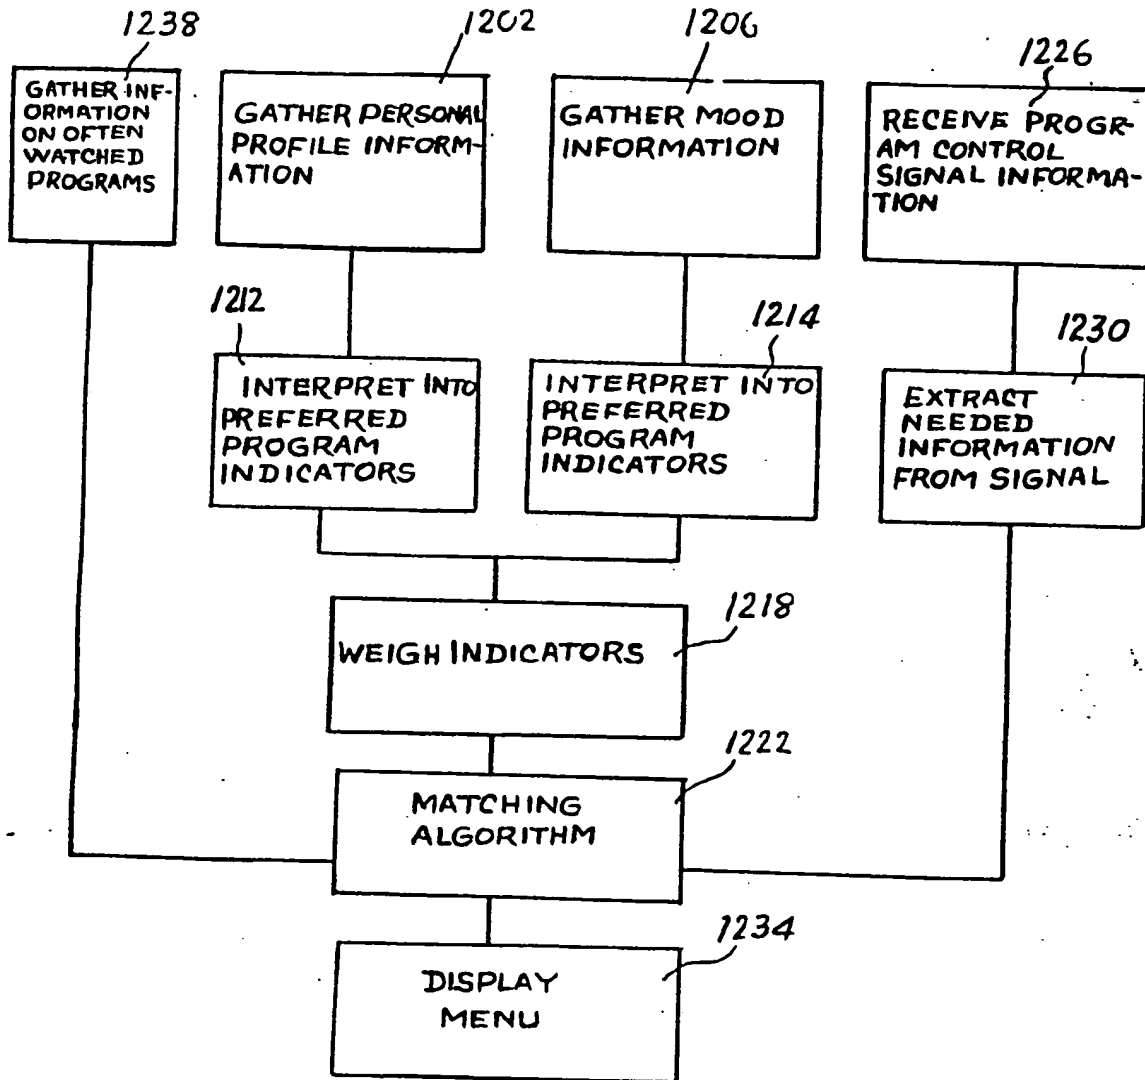 1238
1202
1206
1226
GATHER INF-
ORMATION
ON OFTEN
WATCHED
PROGRAMS
GATHER PERSONAL
PROFILE INFORM-
ATION
GATHER MOOD
INFORMATION
RECEIVE PROGR-
AM CONTROL
SIGNAL INFORMA-
TION
1212
1214
1230
INTERPRET INTO
PREFERRED
PROGRAM
INDICATORS
INTERPRET INTO
PREFERRED
PROGRAM
INDICATORS
EXTRACT
NEEDED
INFORMATION
FROM SIGNAL
1218
WEIGH INDICATORS
1222
MATCHING
ALGORITHM
1234
DISPLAY
MENU